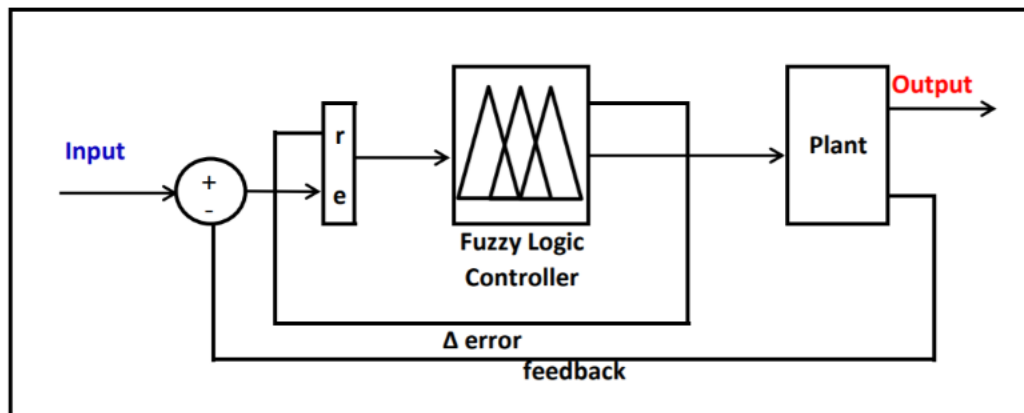 Input
+
-
r
e
Fuzzy Logic
Controller
Plant
Output
Δ error
feedback